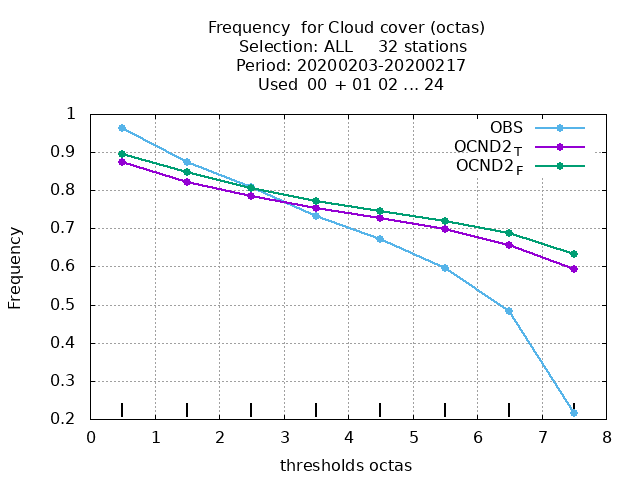 Frequency  for Cloud cover (octas)
Selection: ALL     32 stations
Period: 20200203-20200217
Used  00  + 01 02 ... 24
OBS
OCND2T
OCND2F
1
0.9
0.8
0.7
0.6
0.5
0.4
0.3
0.2
Frequency
0 1 2 3 4 5 6 7 8
thresholds octas